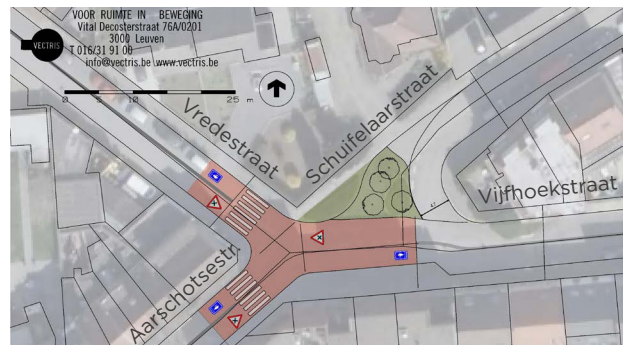 VOOR RUIMTE IN BEWEGING
Vital Decosterstraat 76A/0201
3000 Leuven
VECTRIS
T 016/31 91 00
info@vectris.be www.vectris.be
0 5 10 25 m
Vredestraat
Schuifelaarstraat
Vijfhoekstraat
Aarschotsestr.